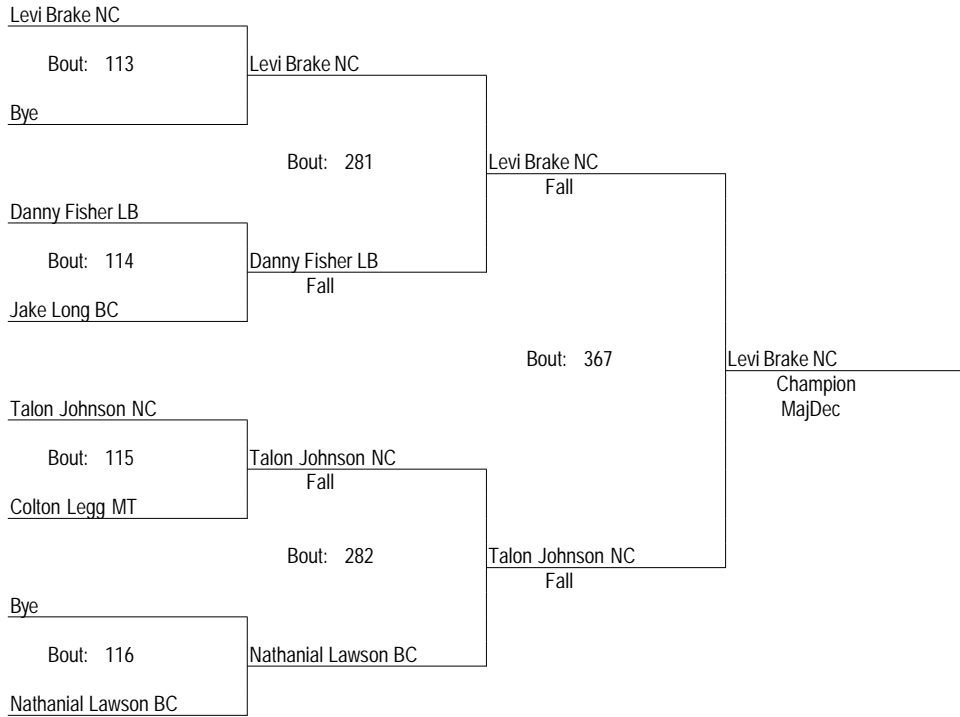 Levi Brake NC
Bout: 113
Levi Brake NC
Bye
Bout: 281
Levi Brake NC
Fall
Danny Fisher LB
Bout: 114
Danny Fisher LB
Fall
Jake Long BC
Bout: 367
Levi Brake NC
Champion
MajDec
Talon Johnson NC
Bout: 115
Talon Johnson NC
Fall
Colton Legg MT
Bout: 282
Talon Johnson NC
Fall
Bye
Bout: 116
Nathanial Lawson BC
Nathanial Lawson BC